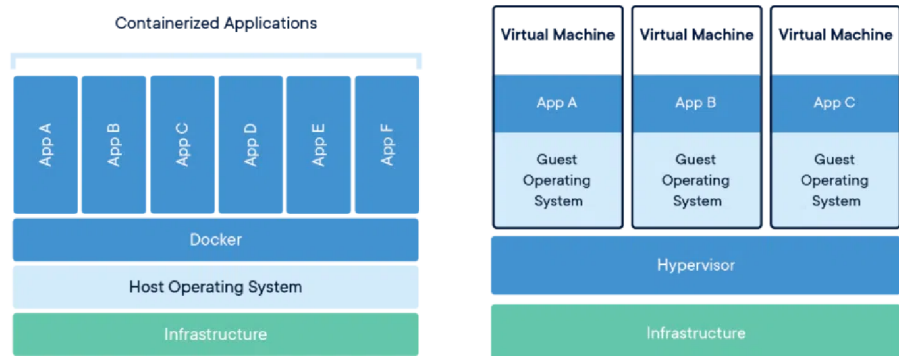 Containerized Applications
App A
App B
App C
App D
App E
App F
Docker
Host Operating System
Infrastructure
Virtual Machine
App A
Guest
Operating
System
Virtual Machine
App B
Guest
Operating
System
Virtual Machine
App C
Guest
Operating
System
Hypervisor
Infrastructure